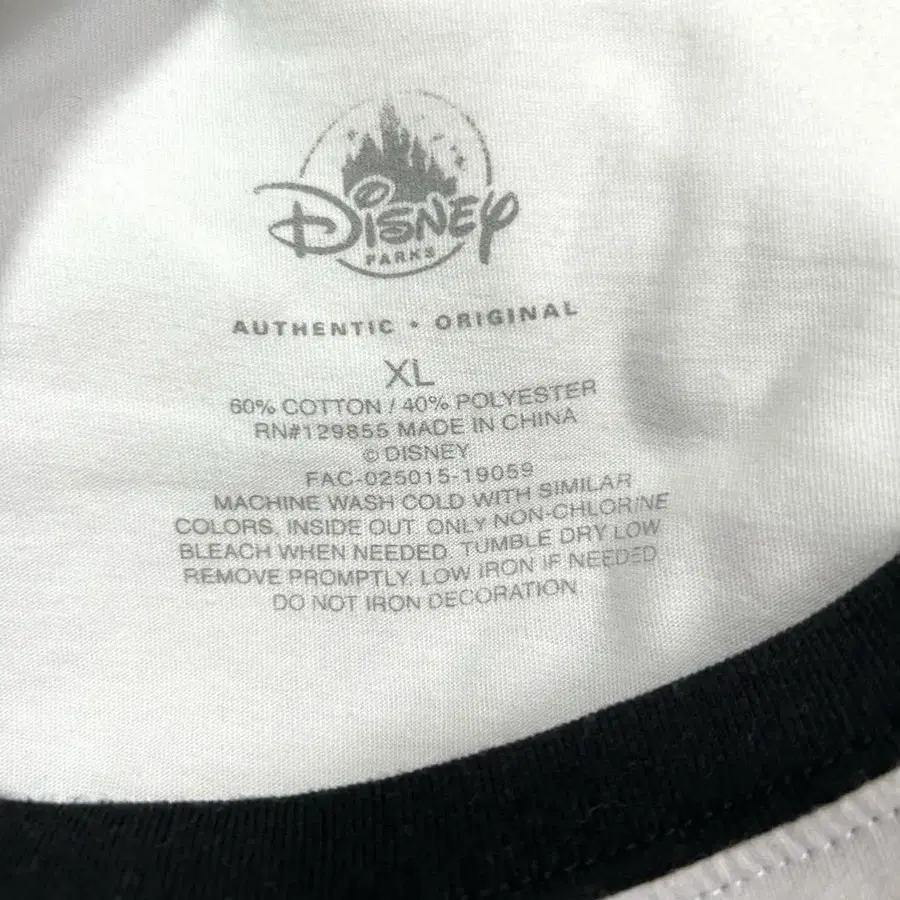 DISNEY
PARKS
AUTHENTIC • ORIGINAL
XL
60% COTTON / 40% POLYESTER
RN#129855 MADE IN CHINA
© DISNEY
FAC-025015-19059
MACHINE WASH COLD WITH SIMILAR
COLORS, INSIDE OUT. ONLY NON-CHLORINE
BLEACH WHEN NEEDED. TUMBLE DRY LOW
REMOVE PROMPTLY. LOW IRON IF NEEDED
DO NOT IRON DECORATION